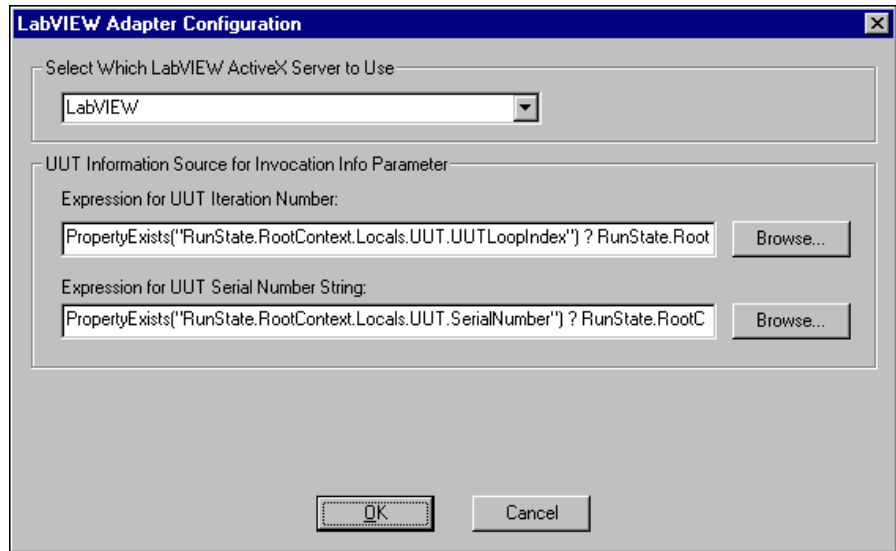 LabVIEW Adapter Configuration
Select Which LabVIEW ActiveX Server to Use
LabVIEW
UUT Information Source for Invocation Info Parameter
Expression for UUT Iteration Number:
PropertyExists("RunState.RootContext.Locals.UUT.UUTLoopIndex") ? RunState.Root
Browse...
Expression for UUT Serial Number String:
PropertyExists("RunState.RootContext.Locals.UUT.SerialNumber") ? RunState.RootC
Browse...
OK
Cancel